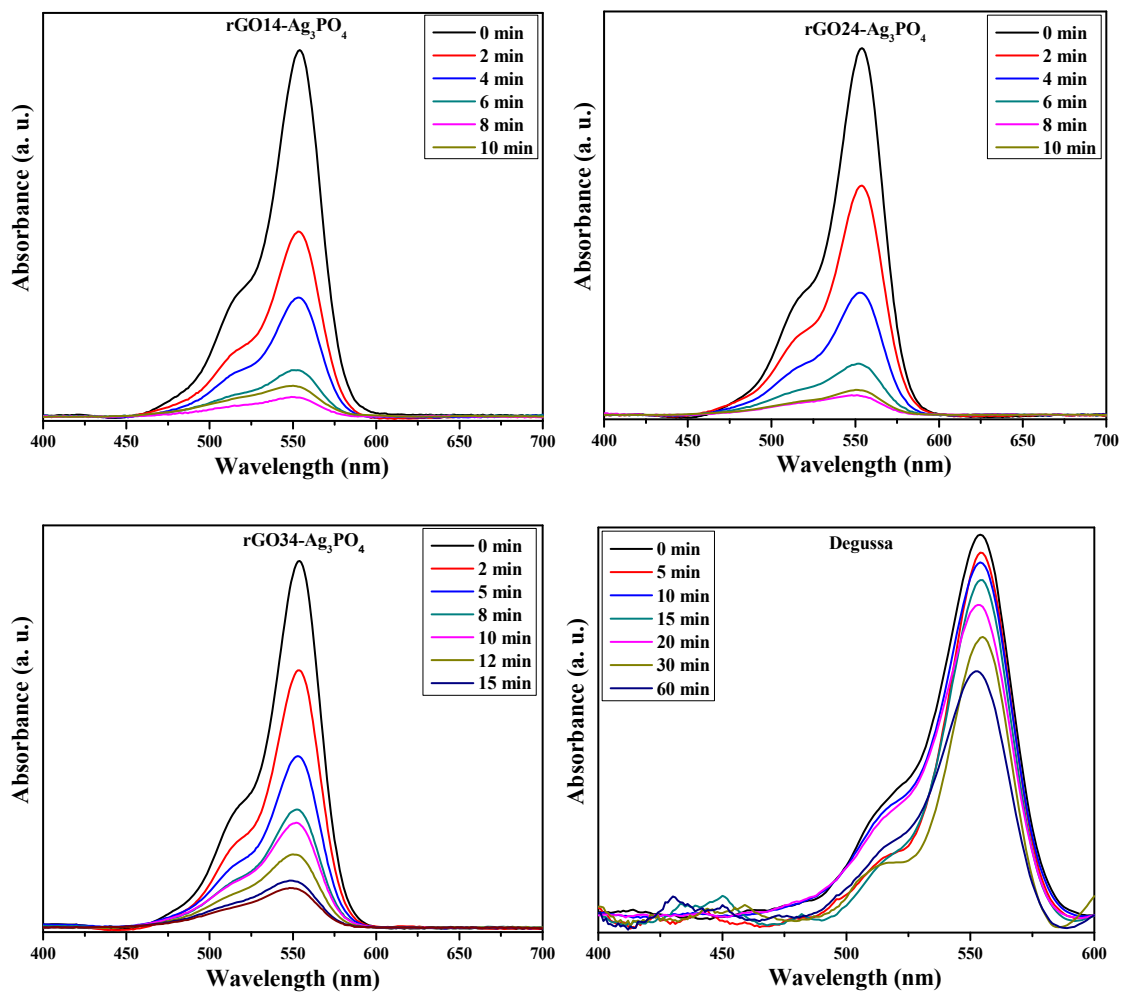 rGO14-Ag₃PO₄
0 min
2 min
4 min
6 min
8 min
10 min
Absorbance (a. u.)
400 450 500 550 600 650 700
Wavelength (nm)
rGO24-Ag₃PO₄
0 min
2 min
4 min
6 min
8 min
10 min
Absorbance (a. u.)
400 450 500 550 600 650 700
Wavelength (nm)
rGO34-Ag₃PO₄
0 min
2 min
5 min
8 min
10 min
12 min
15 min
Absorbance (a. u.)
400 450 500 550 600 650 700
Wavelength (nm)
Degussa
0 min
5 min
10 min
15 min
20 min
30 min
60 min
Absorbance (a. u.)
400 450 500 550 600
Wavelength (nm)